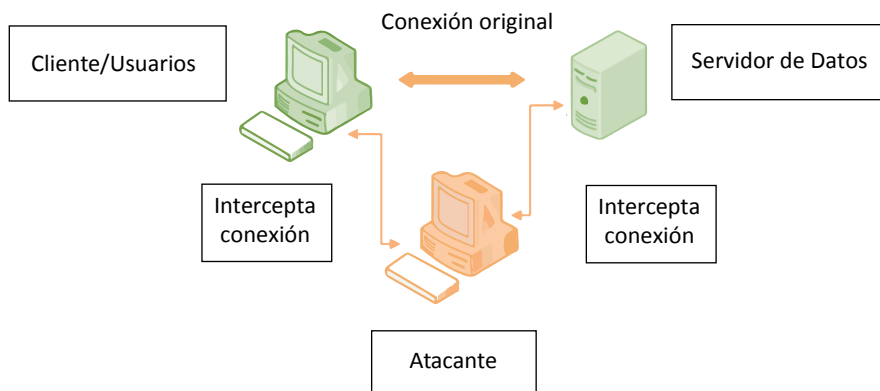 Conexión original
Cliente/Usuarios
Servidor de Datos
Intercepta
conexión
Intercepta
conexión
Atacante